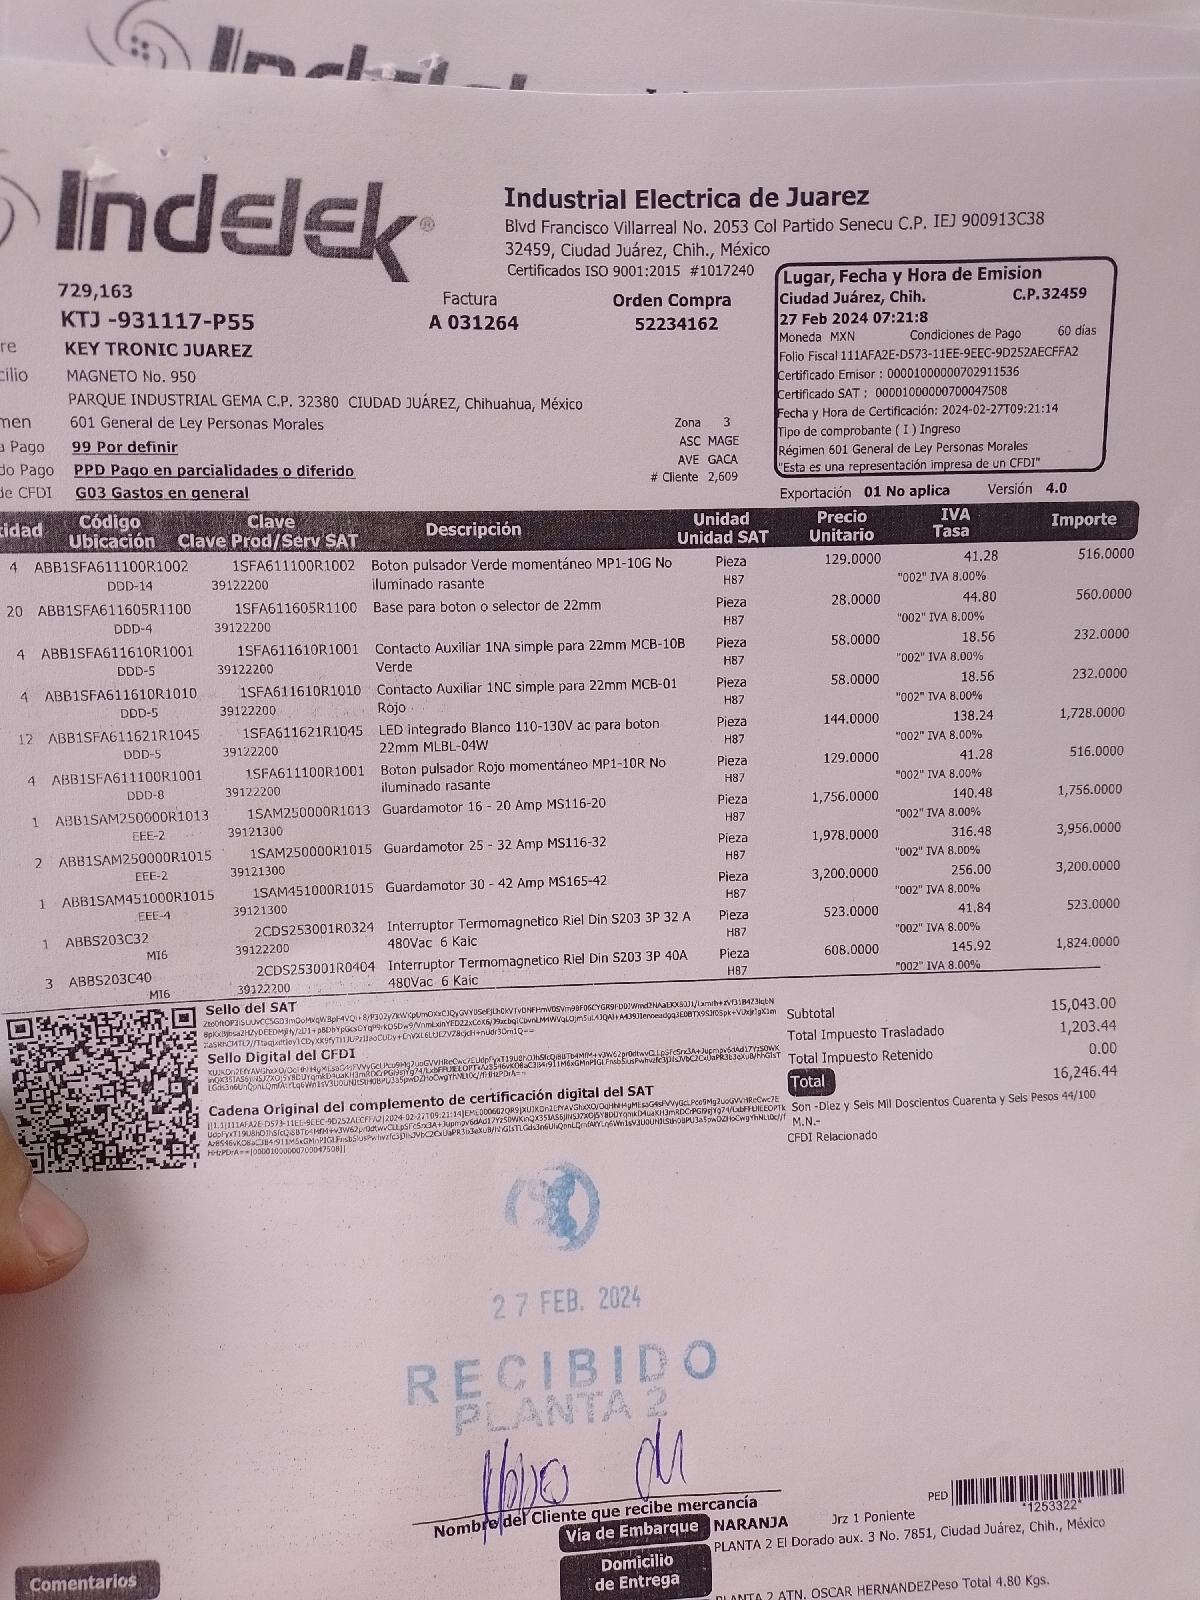 Indelek®
Industrial Electrica de Juarez
Blvd Francisco Villarreal No. 2053 Col Partido Senecu C.P. IEJ 900913C38
32459, Ciudad Juárez, Chih., México
Certificados ISO 9001:2015 #1017240
729,163
KTJ -931117-P55
Factura
A 031264
Orden Compra
52234162
Lugar, Fecha y Hora de Emision
Ciudad Juárez, Chih. C.P.32459
27 Feb 2024 07:21:8
Moneda MXN Condiciones de Pago 60 días
Folio Fiscal 111AFA2E-D573-11EE-9EEC-9D252AECFFA2
Certificado Emisor : 00001000000702911536
Certificado SAT : 00001000000700047508
Fecha y Hora de Certificación: 2024-02-27T09:21:14
Tipo de comprobante ( I ) Ingreso
Régimen 601 General de Ley Personas Morales
"Esta es una representación impresa de un CFDI"
re KEY TRONIC JUAREZ
cilio MAGNETO No. 950
PARQUE INDUSTRIAL GEMA C.P. 32380 CIUDAD JUÁREZ, Chihuahua, México
men 601 General de Ley Personas Morales
a Pago 99 Por definir
do Pago PPD Pago en parcialidades o diferido
de CFDI G03 Gastos en general
Zona 3
ASC MAGE
AVE GACA
# Cliente 2,609
Exportación 01 No aplica Versión 4.0
tidad Código Ubicación Clave Clave Prod/Serv SAT Descripción Unidad Unidad SAT Precio Unitario IVA Tasa Importe
4 ABB1SFA611100R1002 1SFA611100R1002 Boton pulsador Verde momentáneo MP1-10G No Pieza 129.0000 41.28 516.0000
DDD-14 39122200 iluminado rasante H87 "002" IVA 8.00%
20 ABB1SFA611605R1100 1SFA611605R1100 Base para boton o selector de 22mm Pieza 28.0000 44.80 560.0000
DDD-4 39122200 H87 "002" IVA 8.00%
4 ABB1SFA611610R1001 1SFA611610R1001 Contacto Auxiliar 1NA simple para 22mm MCB-10B Pieza 58.0000 18.56 232.0000
DDD-5 39122200 Verde H87 "002" IVA 8.00%
4 ABB1SFA611610R1010 1SFA611610R1010 Contacto Auxiliar 1NC simple para 22mm MCB-01 Pieza 58.0000 18.56 232.0000
DDD-5 39122200 Rojo H87 "002" IVA 8.00%
12 ABB1SFA611621R1045 1SFA611621R1045 LED integrado Blanco 110-130V ac para boton Pieza 144.0000 138.24 1,728.0000
DDD-5 39122200 22mm MLBL-04W H87 "002" IVA 8.00%
4 ABB1SFA611100R1001 1SFA611100R1001 Boton pulsador Rojo momentáneo MP1-10R No Pieza 129.0000 41.28 516.0000
DDD-8 39122200 iluminado rasante H87 "002" IVA 8.00%
1 ABB1SAM250000R1013 1SAM250000R1013 Guardamotor 16 - 20 Amp MS116-20 Pieza 1,756.0000 140.48 1,756.0000
EEE-2 39121300 H87 "002" IVA 8.00%
2 ABB1SAM250000R1015 1SAM250000R1015 Guardamotor 25 - 32 Amp MS116-32 Pieza 1,978.0000 316.48 3,956.0000
EEE-2 39121300 H87 "002" IVA 8.00%
1 ABB1SAM451000R1015 1SAM451000R1015 Guardamotor 30 - 42 Amp MS165-42 Pieza 3,200.0000 256.00 3,200.0000
EEE-4 39121300 H87 "002" IVA 8.00%
1 ABBS203C32 2CDS253001R0324 Interruptor Termomagnetico Riel Din S203 3P 32 A Pieza 523.0000 41.84 523.0000
MI6 39122200 480Vac 6 Kaic H87 "002" IVA 8.00%
3 ABBS203C40 2CDS253001R0404 Interruptor Termomagnetico Riel Din S203 3P 40A Pieza 608.0000 145.92 1,824.0000
MI6 39122200 480Vac 6 Kaic H87 "002" IVA 8.00%
Sello del SAT
Sello Digital del CFDI
Cadena Original del complemento de certificación digital del SAT
Subtotal 15,043.00
Total Impuesto Trasladado 1,203.44
Total Impuesto Retenido 0.00
Total 16,246.44
Son -Diez y Seis Mil Doscientos Cuarenta y Seis Pesos 44/100
M.N.-
CFDI Relacionado
27 FEB. 2024
RECIBIDO
PLANTA 2
Nombre del Cliente que recibe mercancía
PED *1253322*
Vía de Embarque NARANJA Jrz 1 Poniente
Domicilio de Entrega PLANTA 2 El Dorado aux. 3 No. 7851, Ciudad Juárez, Chih., México
Comentarios
PLANTA 2 ATN. OSCAR HERNANDEZPeso Total 4.80 Kgs.